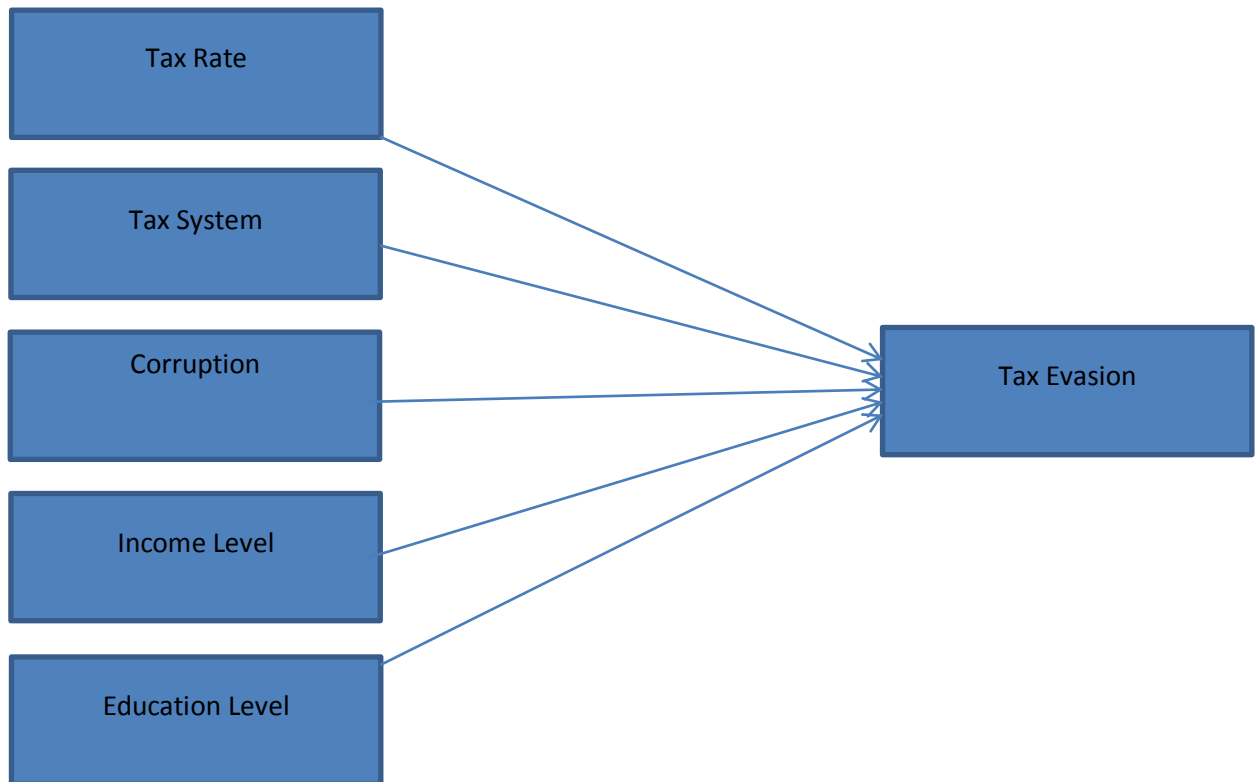 Tax Rate
Tax System
Corruption
Tax Evasion
Income Level
Education Level